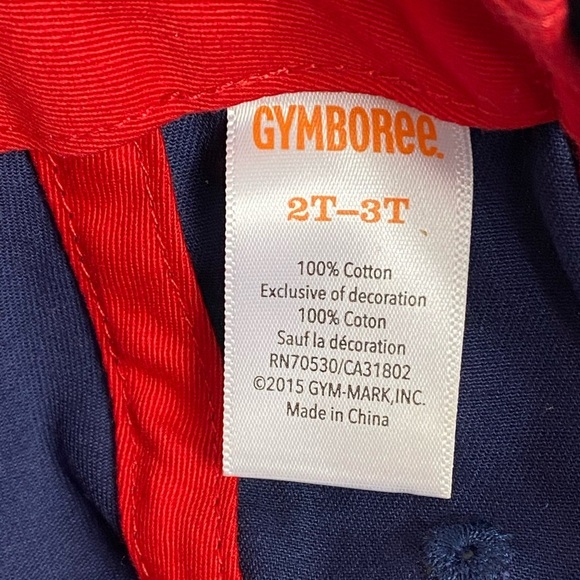 GYMBOREE.
2T–3T
100% Cotton
Exclusive of decoration
100% Coton
Sauf la décoration
RN70530/CA31802
©2015 GYM-MARK,INC.
Made in China